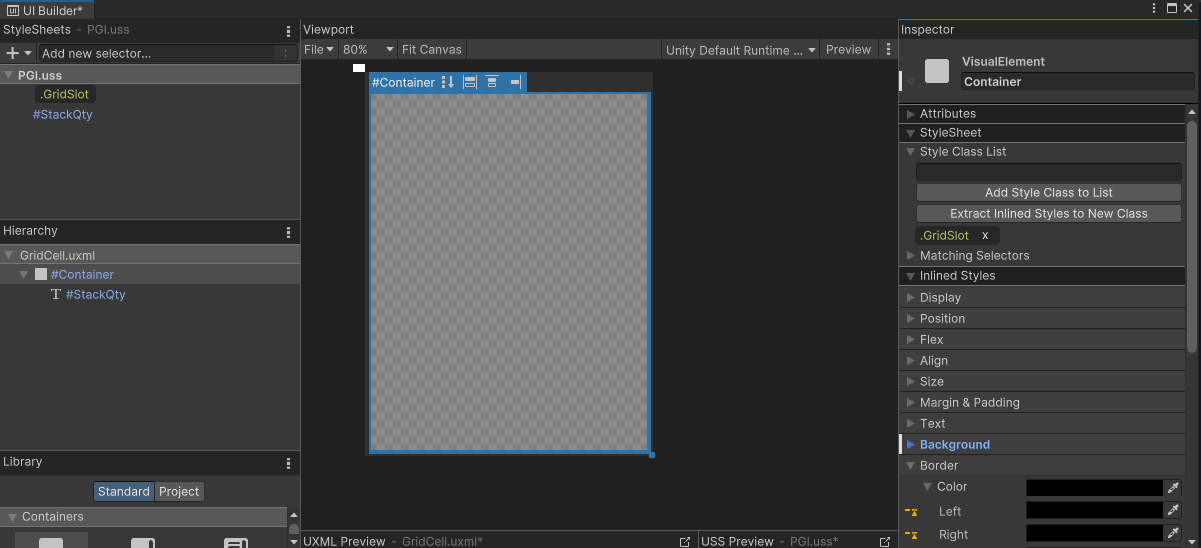 UI Builder*
StyleSheets - PGI.uss
Add new selector...
PGI.uss
.GridSlot
#StackQty
Hierarchy
GridCell.uxml
#Container
#StackQty
Library
Standard Project
Containers
Viewport
File 80% Fit Canvas Unity Default Runtime ... Preview
#Container
UXML Preview - GridCell.uxml*
USS Preview - PGI.uss*
Inspector
VisualElement
Container
Attributes
StyleSheet
Style Class List
Add Style Class to List
Extract Inlined Styles to New Class
.GridSlot x
Matching Selectors
Inlined Styles
Display
Position
Flex
Align
Size
Margin & Padding
Text
Background
Border
Color
Left
Right